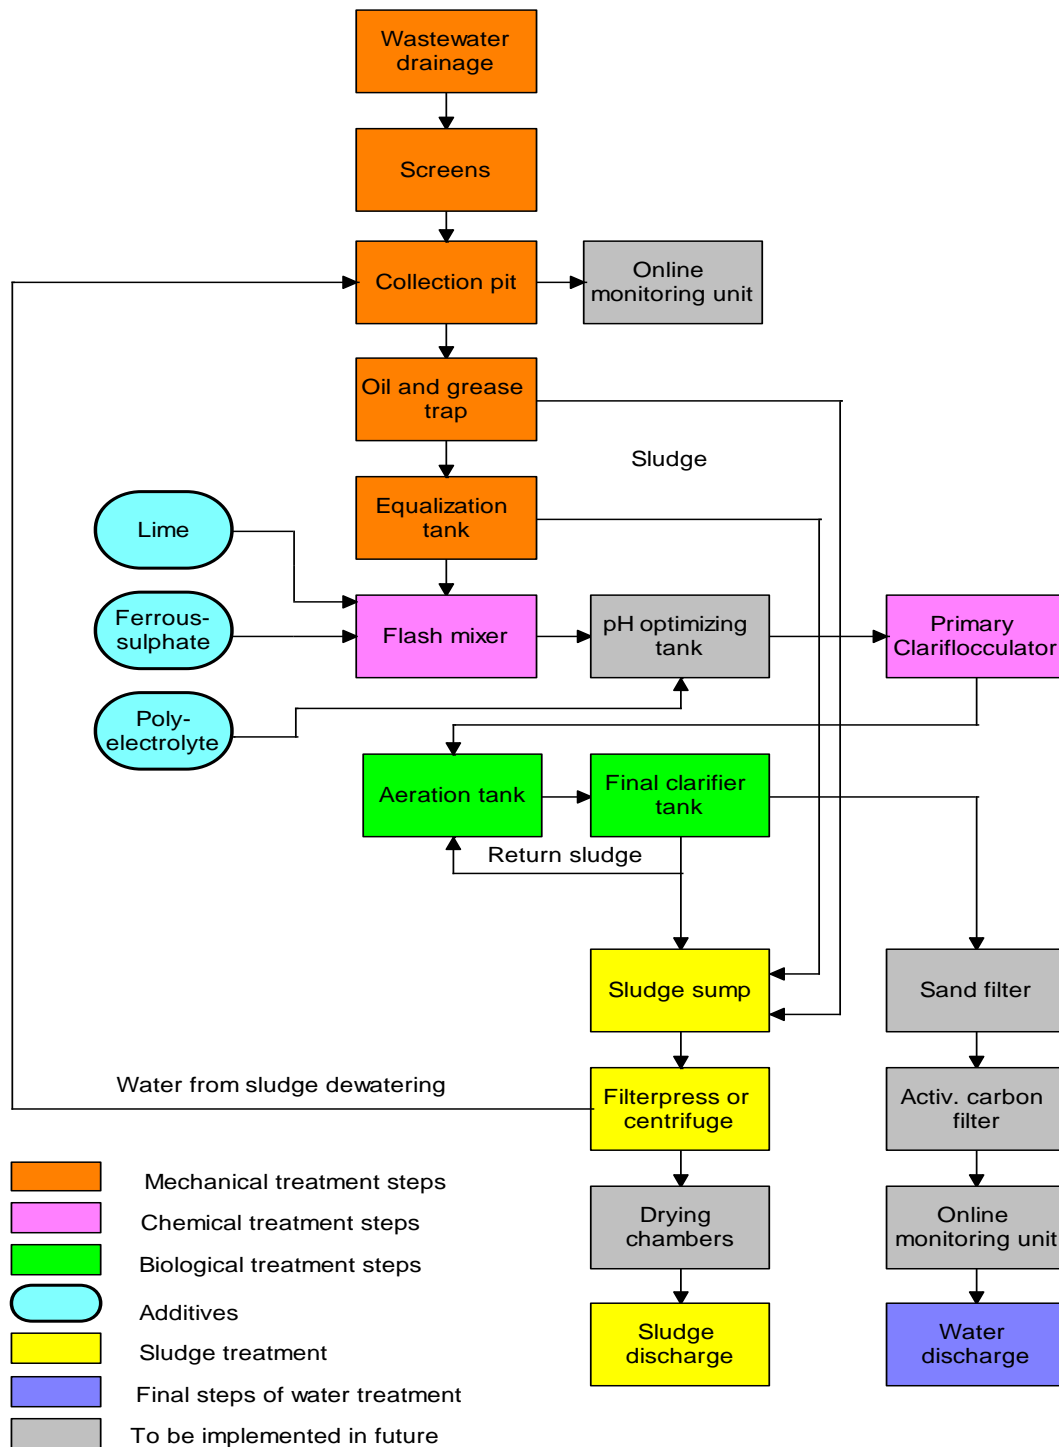 Wastewater
drainage
Screens
Collection pit
Online
monitoring unit
Oil and grease
trap
Sludge
Equalization
tank
Lime
Ferrous-
sulphate
Flash mixer
pH optimizing
tank
Primary
Clariflocculator
Poly-
electrolyte
Aeration tank
Final clarifier
tank
Return sludge
Sludge sump
Sand filter
Water from sludge dewatering
Filterpress or
centrifuge
Activ. carbon
filter
Drying
chambers
Online
monitoring unit
Sludge
discharge
Water
discharge
Mechanical treatment steps
Chemical treatment steps
Biological treatment steps
Additives
Sludge treatment
Final steps of water treatment
To be implemented in future